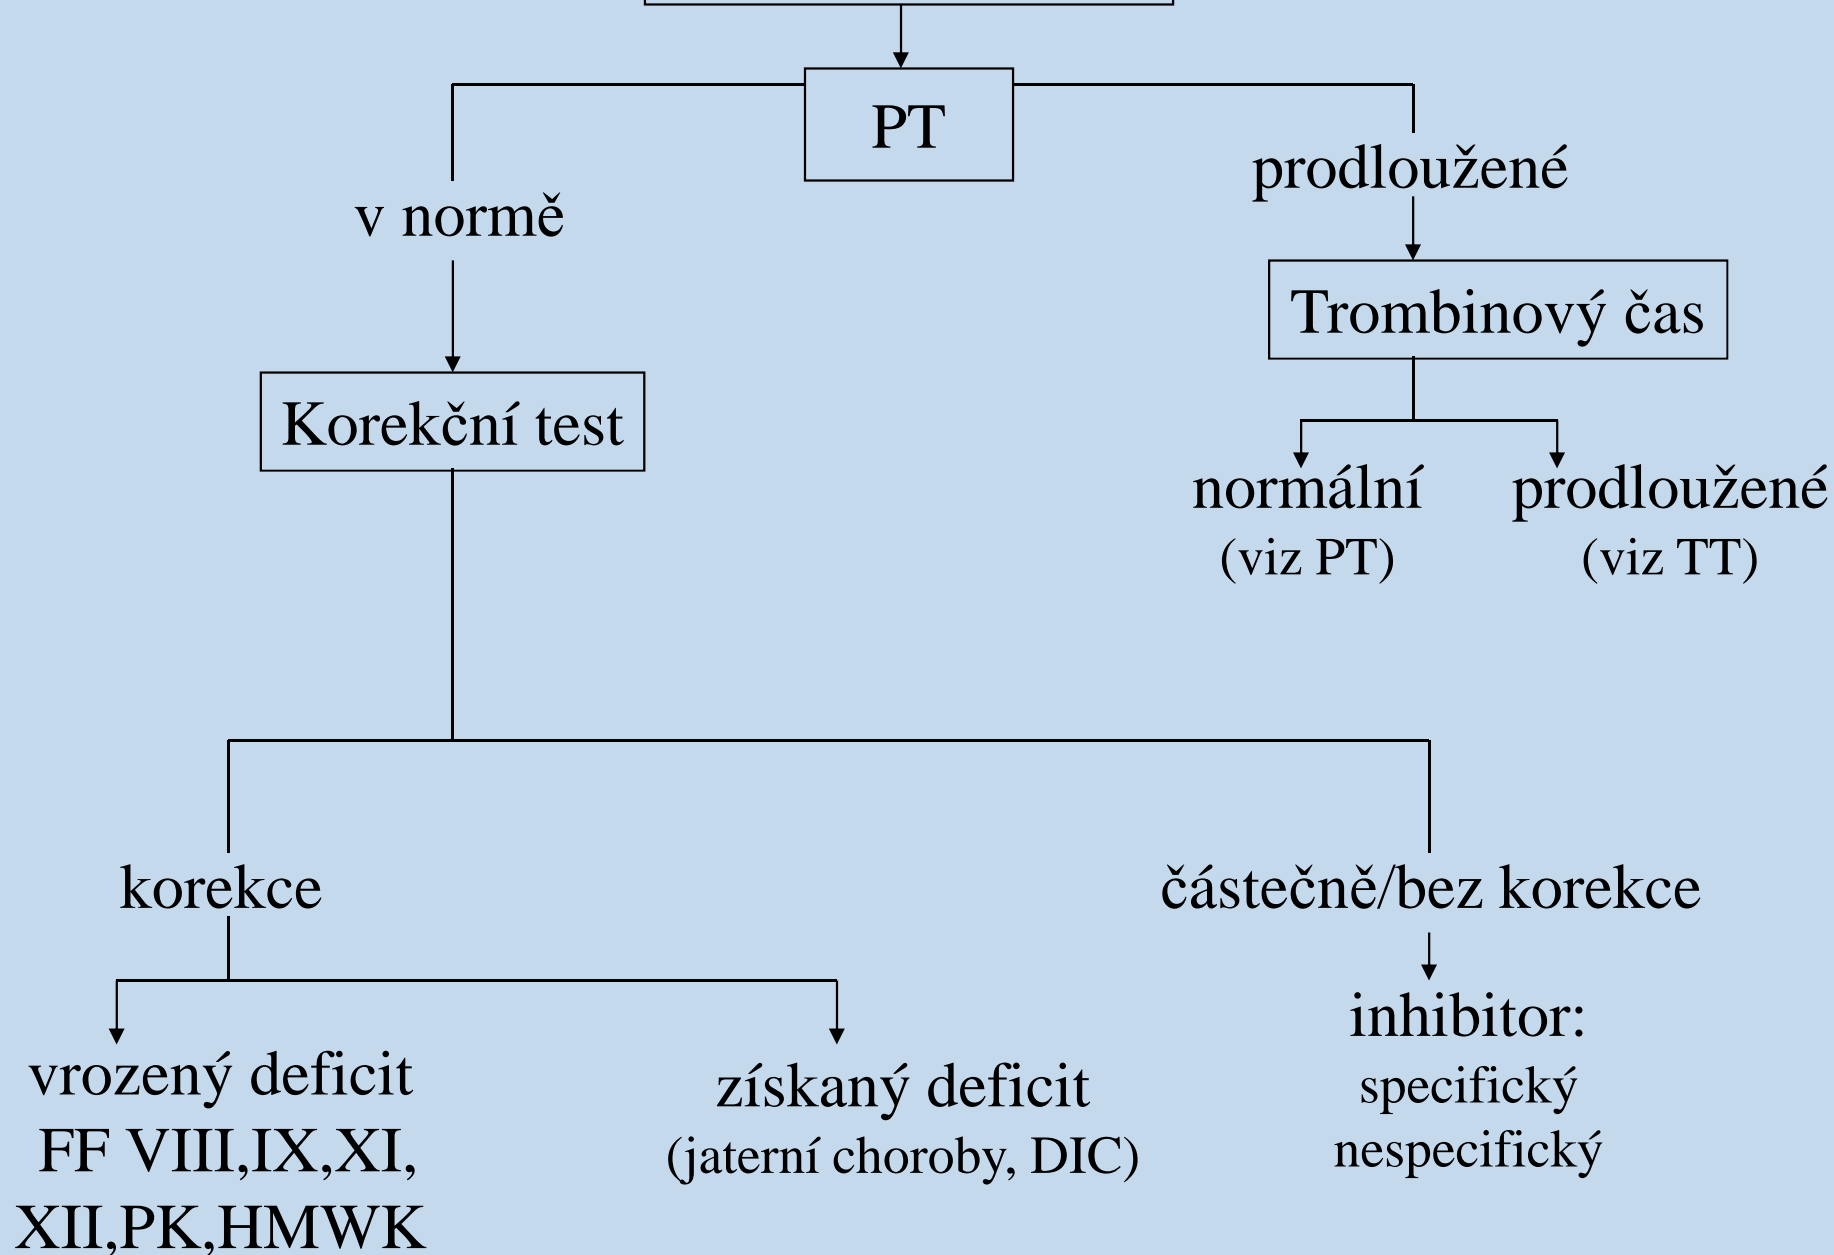 PT
prodloužené
v normě
Trombinový čas
Korekční test
normální
prodloužené
(viz PT)
(viz TT)
korekce
částečně/bez korekce
vrozený deficit
FF VIII,IX,XI,
XII,PK,HMWK
získaný deficit
(jaterní choroby, DIC)
inhibitor:
specifický
nespecifický